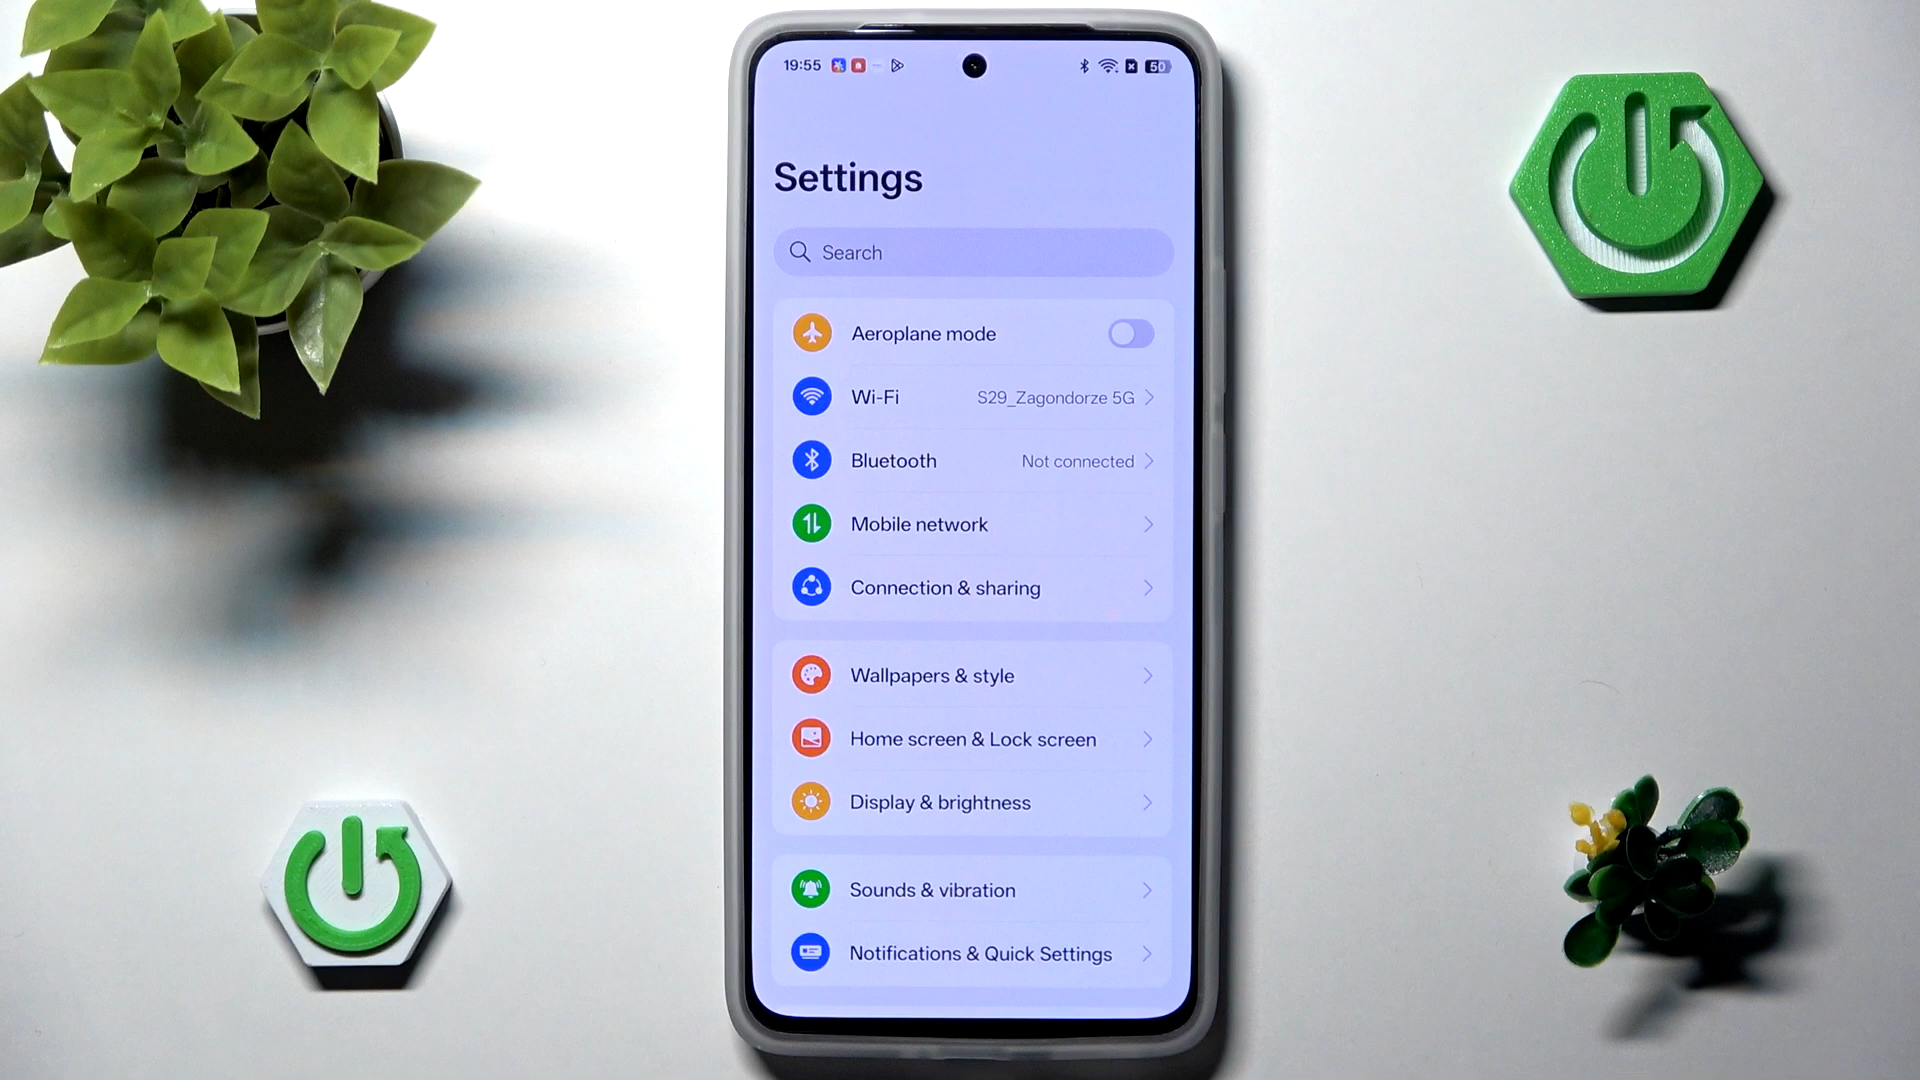 19:55 50
Settings
Search
Aeroplane mode
Wi-Fi S29_Zagondorze 5G
Bluetooth Not connected
Mobile network
Connection & sharing
Wallpapers & style
Home screen & Lock screen
Display & brightness
Sounds & vibration
Notifications & Quick Settings